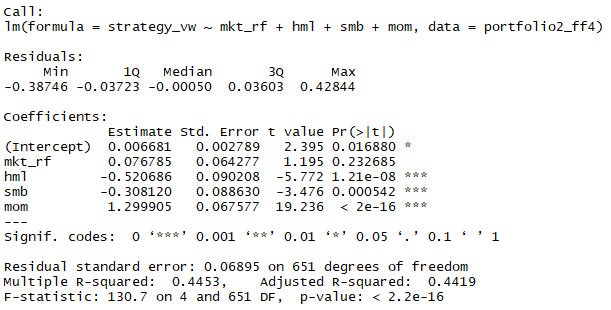 Call:
lm(formula = strategy_vw ~ mkt_rf + hml + smb + mom, data = portfolio2_ff4)
Residuals:
Min 1Q Median 3Q Max
-0.38746 -0.03723 -0.00050 0.03603 0.42844
Coefficients:
Estimate Std. Error t value Pr(>|t|)
(Intercept) 0.006681 0.002789 2.395 0.016880 *
mkt_rf 0.076785 0.064277 1.195 0.232685
hml -0.520686 0.090208 -5.772 1.21e-08 ***
smb -0.308120 0.088630 -3.476 0.000542 ***
mom 1.299905 0.067577 19.236 < 2e-16 ***
---
Signif. codes: 0 ‘***’ 0.001 ‘**’ 0.01 ‘*’ 0.05 ‘.’ 0.1 ‘ ’ 1
Residual standard error: 0.06895 on 651 degrees of freedom
Multiple R-squared: 0.4453, Adjusted R-squared: 0.4419
F-statistic: 130.7 on 4 and 651 DF, p-value: < 2.2e-16